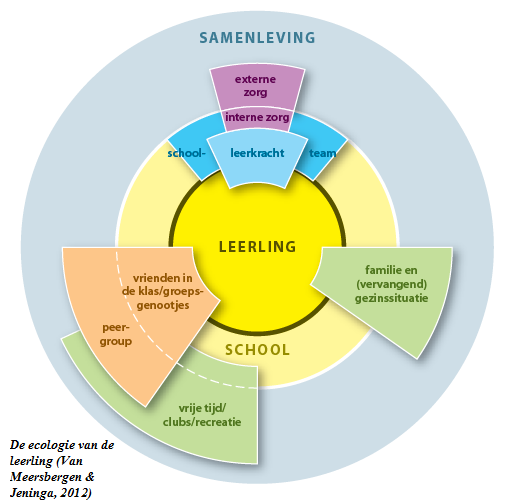 SAMENLEVING
externe
zorg
interne zorg
school-
leerkracht
team
LEERLING
familie en
(vervangend)
gezinssituatie
vrienden in
de klas/groeps-
genootjes
peer-
group
SCHOOL
vrije tijd/
clubs/recreatie
De ecologie van de
leerling (Van
Meersbergen &
Jeninga, 2012)